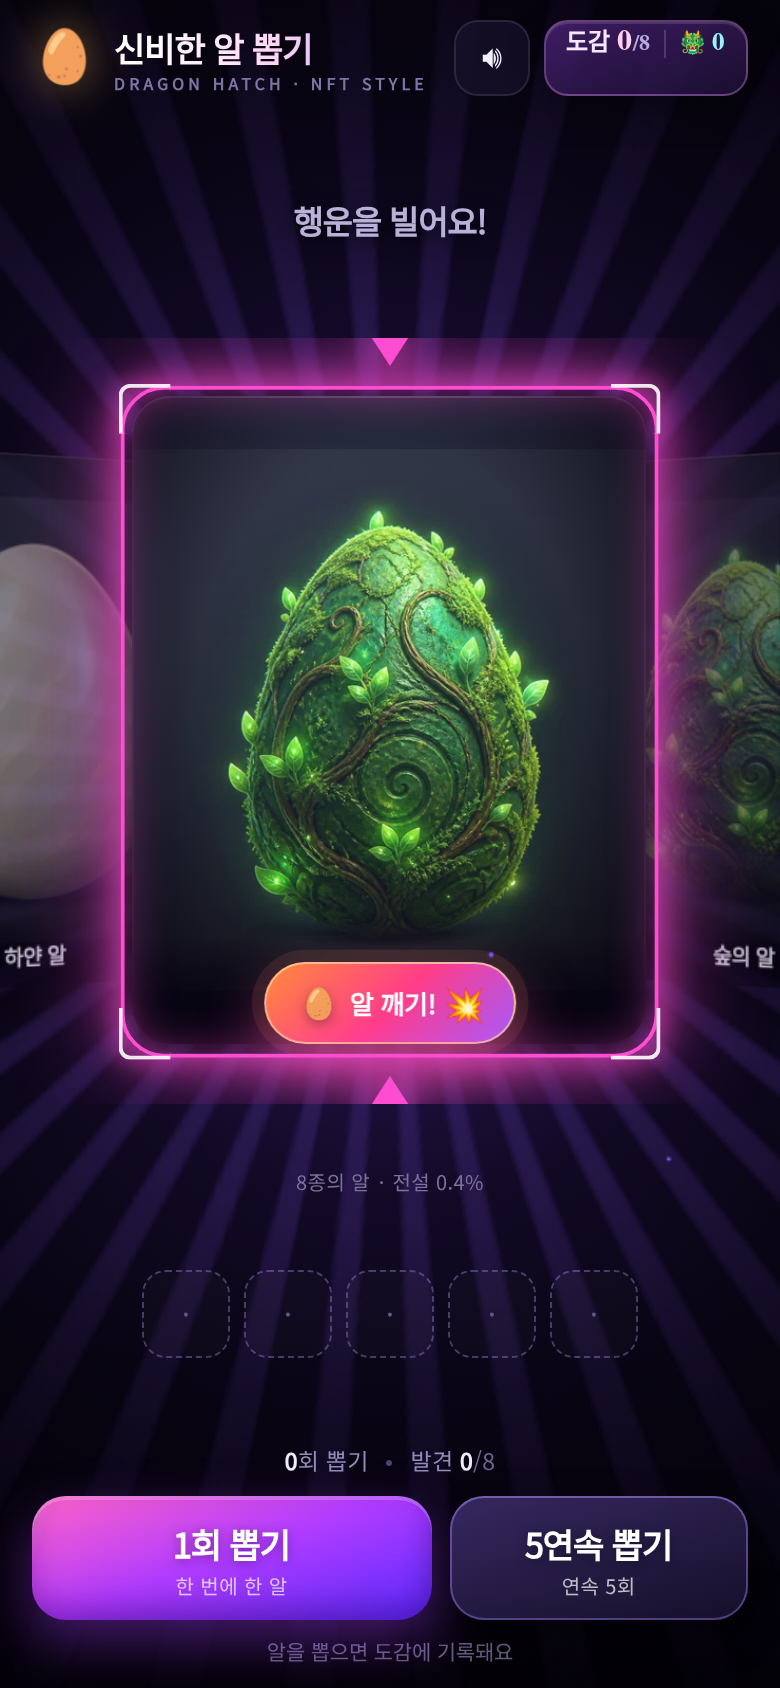 신비한 알 뽑기
DRAGON HATCH · NFT STYLE
도감 0/8 0
행운을 빌어요!
하얀 알
숲의 알
알 깨기!
8종의 알 · 전설 0.4%
0회 뽑기 • 발견 0/8
1회 뽑기
한 번에 한 알
5연속 뽑기
연속 5회
알을 뽑으면 도감에 기록돼요